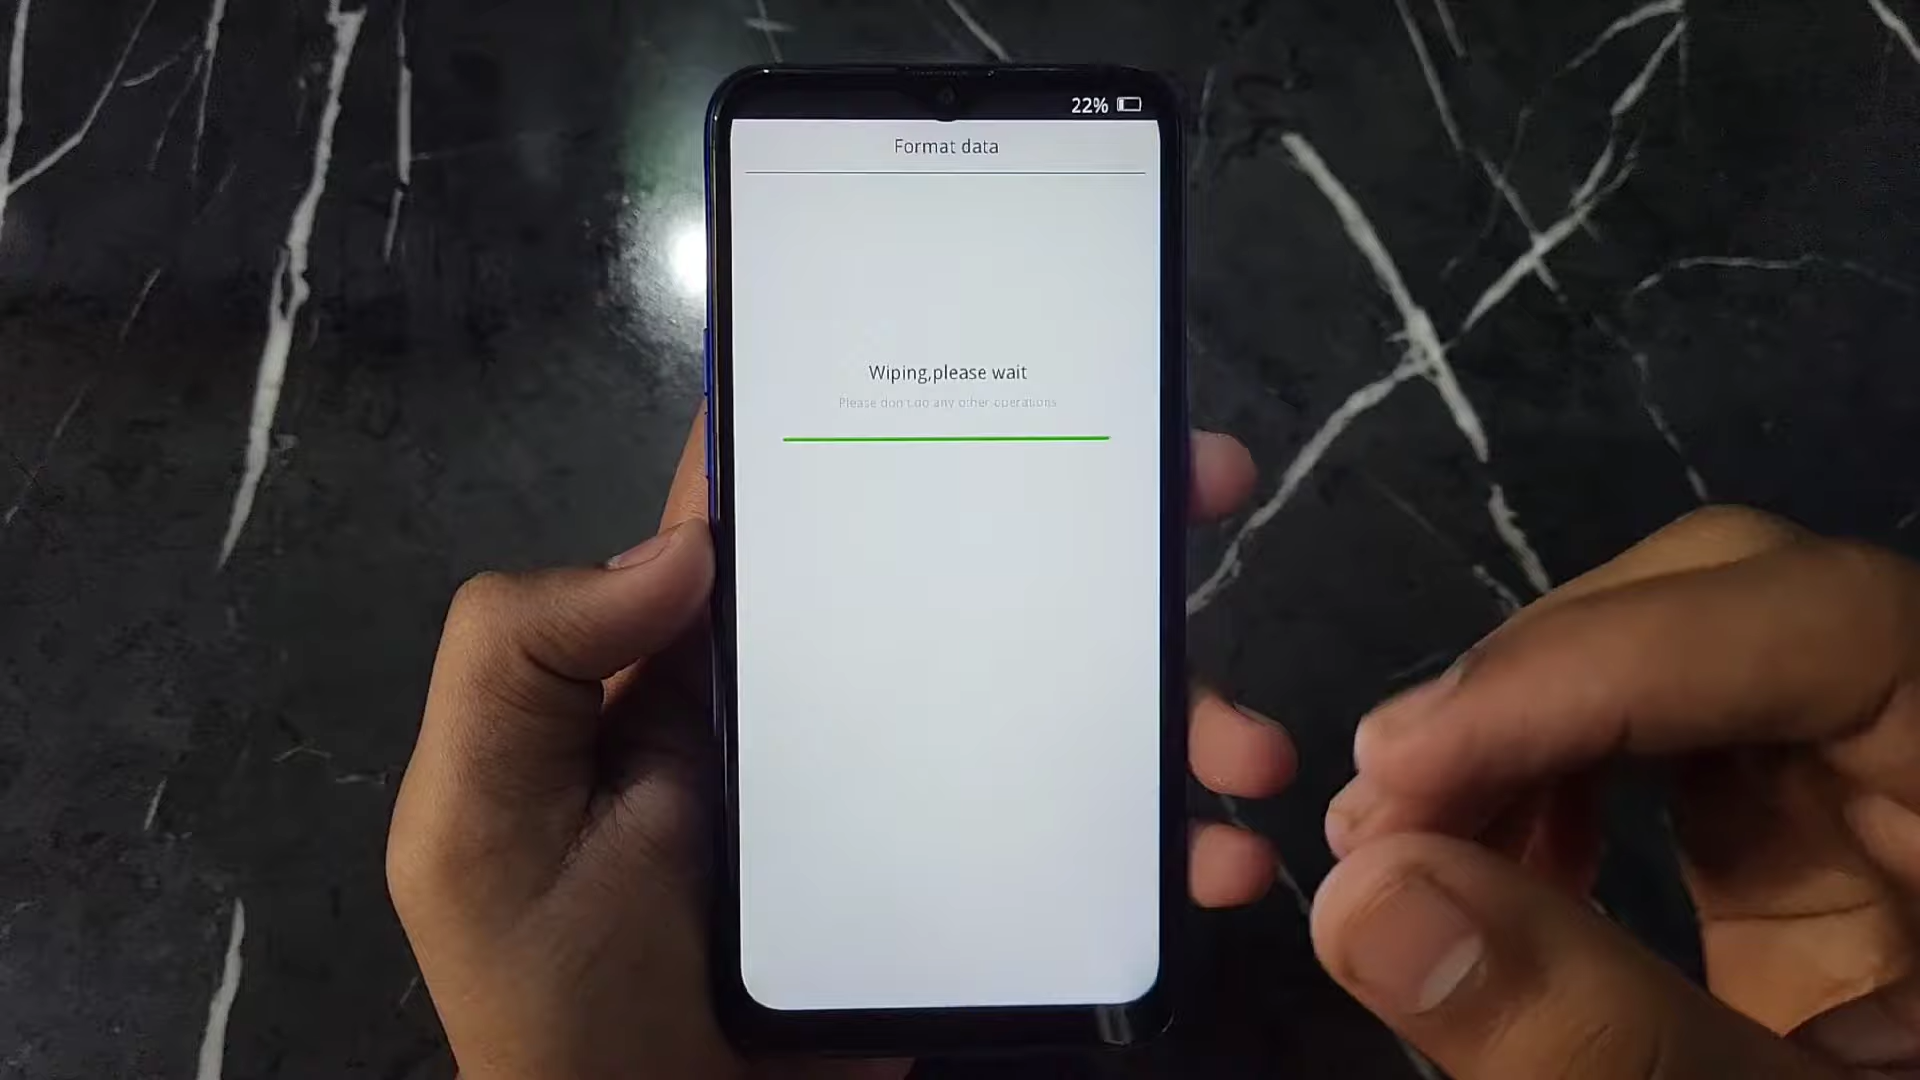 22%
Format data
Wiping,please wait
Please don't do any other operations